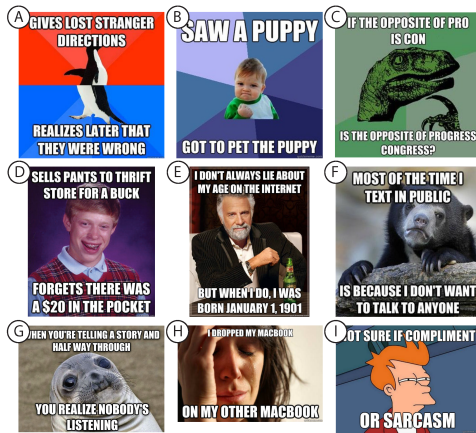 A
GIVES LOST STRANGER
DIRECTIONS
REALIZES LATER THAT
THEY WERE WRONG
B
SAW A PUPPY
GOT TO PET THE PUPPY
C
IF THE OPPOSITE OF PRO
IS CON
IS THE OPPOSITE OF PROGRESS
CONGRESS?
D
SELLS PANTS TO THRIFT
STORE FOR A BUCK
FORGETS THERE WAS
A $20 IN THE POCKET
E
I DON'T ALWAYS LIE ABOUT
MY AGE ON THE INTERNET
BUT WHEN I DO, I WAS
BORN JANUARY 1, 1901
F
MOST OF THE TIME I
TEXT IN PUBLIC
IS BECAUSE I DON'T WANT
TO TALK TO ANYONE
G
WHEN YOU'RE TELLING A STORY AND
HALF WAY THROUGH
YOU REALIZE NOBODY'S
LISTENING
H
I DROPPED MY MACBOOK
ON MY OTHER MACBOOK
I
NOT SURE IF COMPLIMENT
OR SARCASM